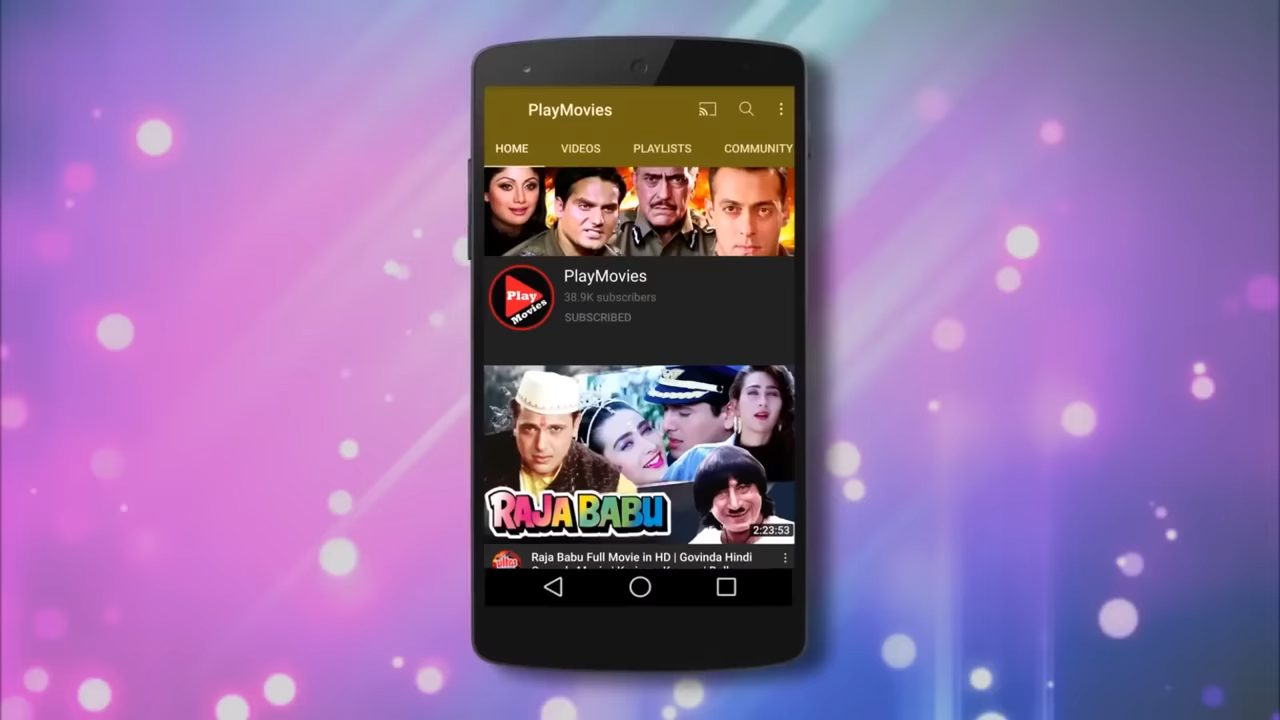 PlayMovies
HOME VIDEOS PLAYLISTS COMMUNITY
PlayMovies
38.9K subscribers
SUBSCRIBED
Play
Movies
RAJA BABU
2:23:53
Raja Babu Full Movie in HD | Govinda Hindi